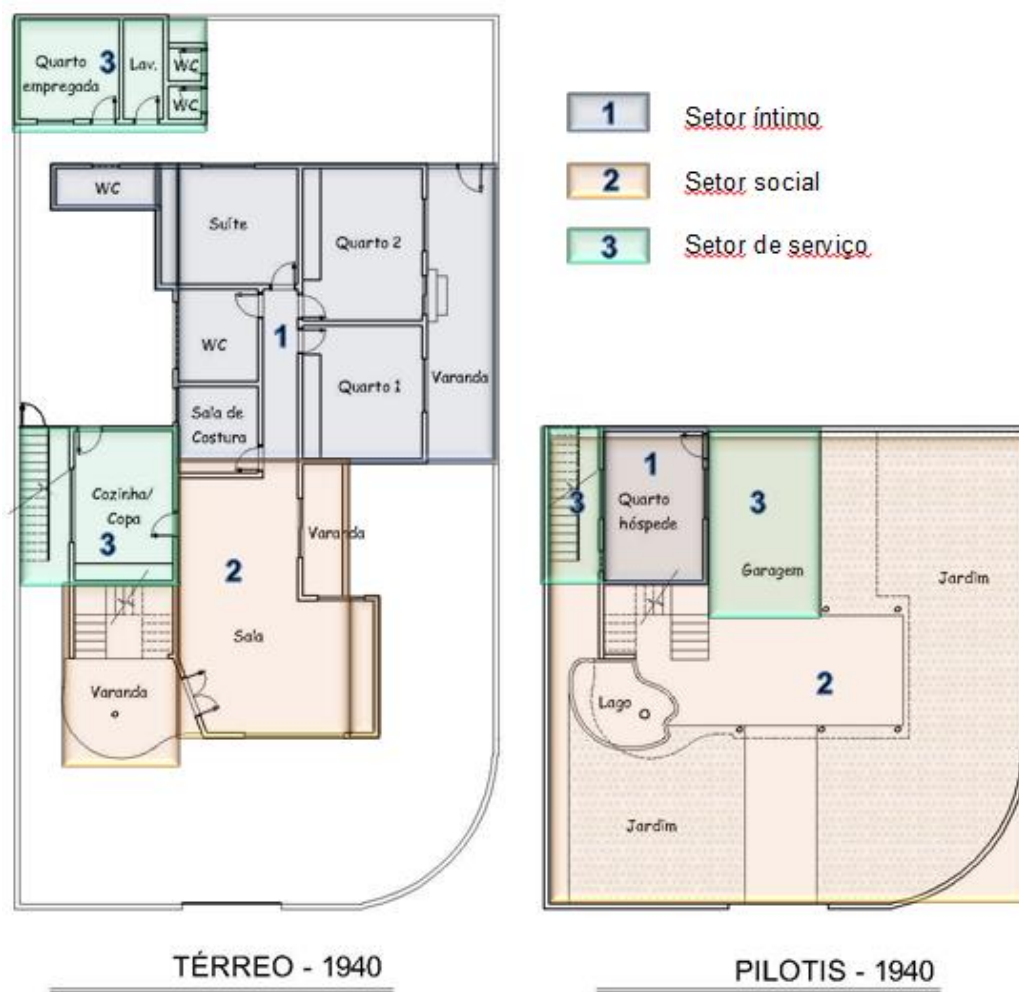 Quarto
empregada
3
Lav.
WC
WC
1
Setor íntimo
2
Setor social
3
Setor de serviço
WC
Suíte
Quarto 2
1
WC
Quarto 1
Varanda
Sala de
Costura
Cozinha/
Copa
3
Varanda
2
Sala
Varanda
3
1
Quarto
hóspede
3
Garagem
Jardim
2
Lago
Jardim
TÉRREO - 1940
PILOTIS - 1940